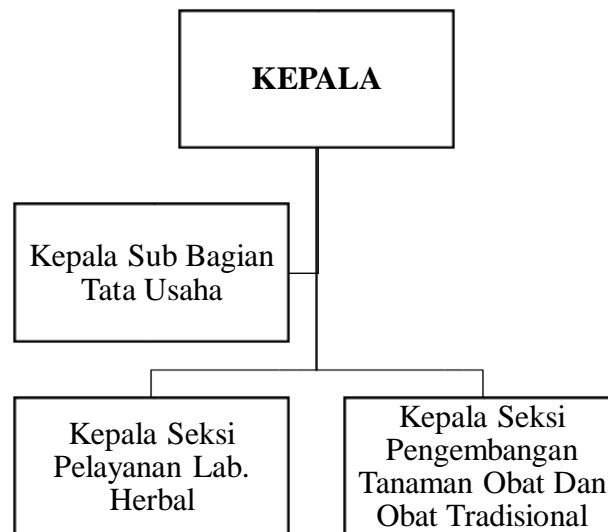 KEPALA
Kepala Sub Bagian
Tata Usaha
Kepala Seksi
Pelayanan Lab.
Herbal
Kepala Seksi
Pengembangan
Tanaman Obat Dan
Obat Tradisional